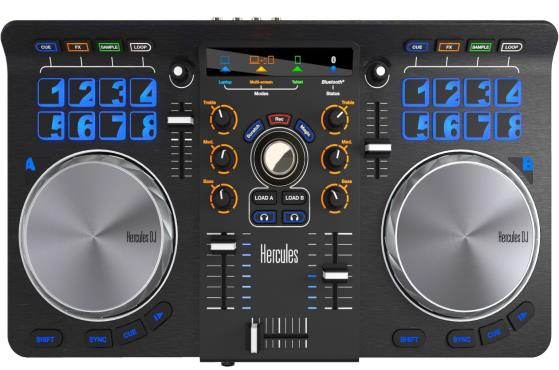 CUE FX SAMPLE LOOP
CUE FX SAMPLE LOOP
Laptop Multi-screen Tablet Bluetooth®
Modes Status
1 2 3 4
5 6 7 8
1 2 3 4
5 6 7 8
Treble
Treble
Scratch
Rec
Magic
Med.
Med.
Bass
Bass
LOAD A LOAD B
A
B
Hercules DJ
Hercules
Hercules DJ
SHIFT SYNC CUE
SHIFT SYNC CUE